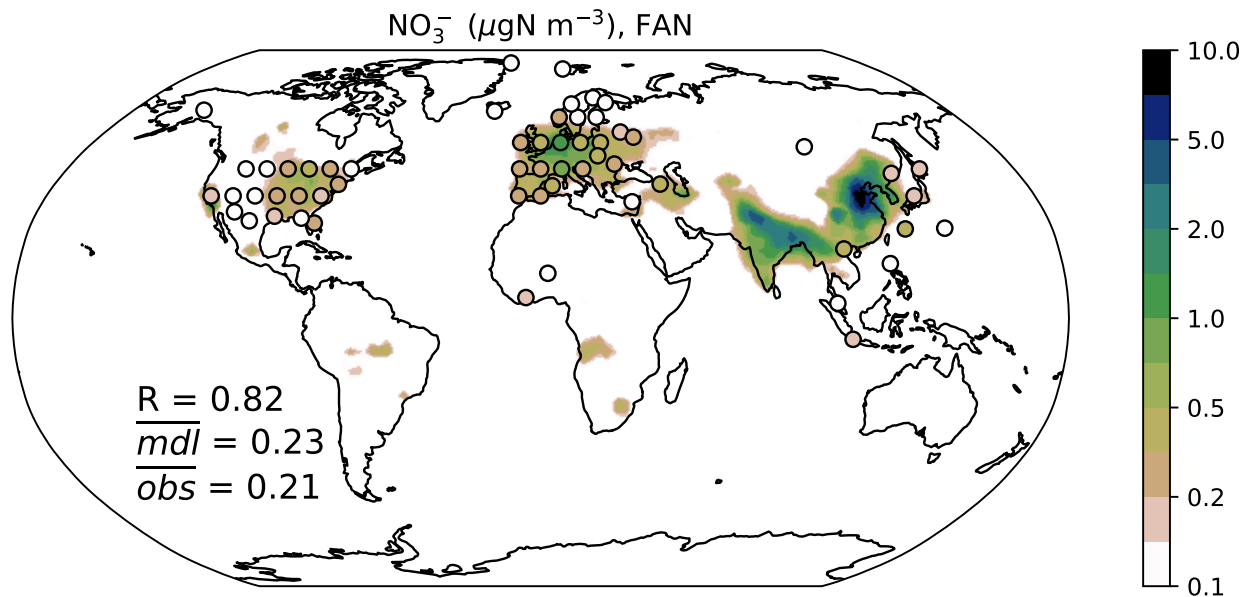 NO₃⁻ (μgN m⁻³), FAN
10.0
5.0
2.0
1.0
0.5
0.2
0.1
R = 0.82
mdl = 0.23
obs = 0.21